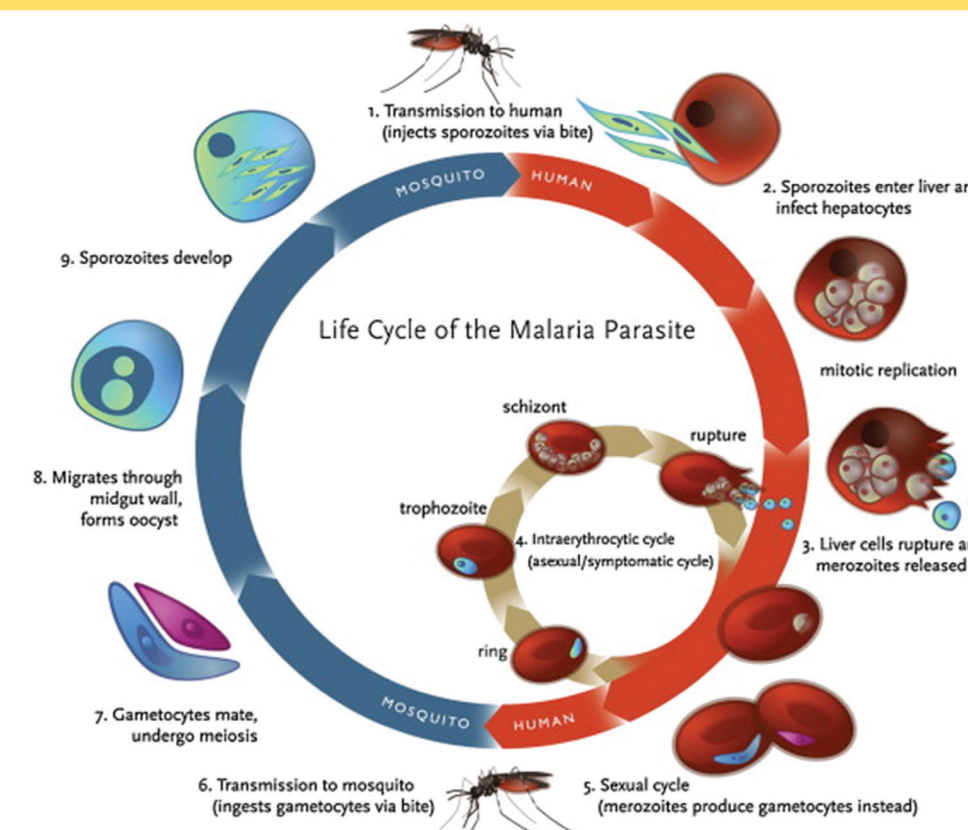 1. Transmission to human
(injects sporozoites via bite)
MOSQUITO
HUMAN
2. Sporozoites enter liver
infect hepatocytes
9. Sporozoites develop
Life Cycle of the Malaria Parasite
mitotic replication
schizont
rupture
8. Migrates through
midgut wall,
forms oocyst
trophozoite
4. Intraerythrocytic cycle
(asexual/symptomatic cycle)
3. Liver cells rupture
merozoites released
ring
7. Gametocytes mate,
undergo meiosis
MOSQUITO
HUMAN
6. Transmission to mosquito
(ingests gametocytes via bite)
5. Sexual cycle
(merozoites produce gametocytes instead)